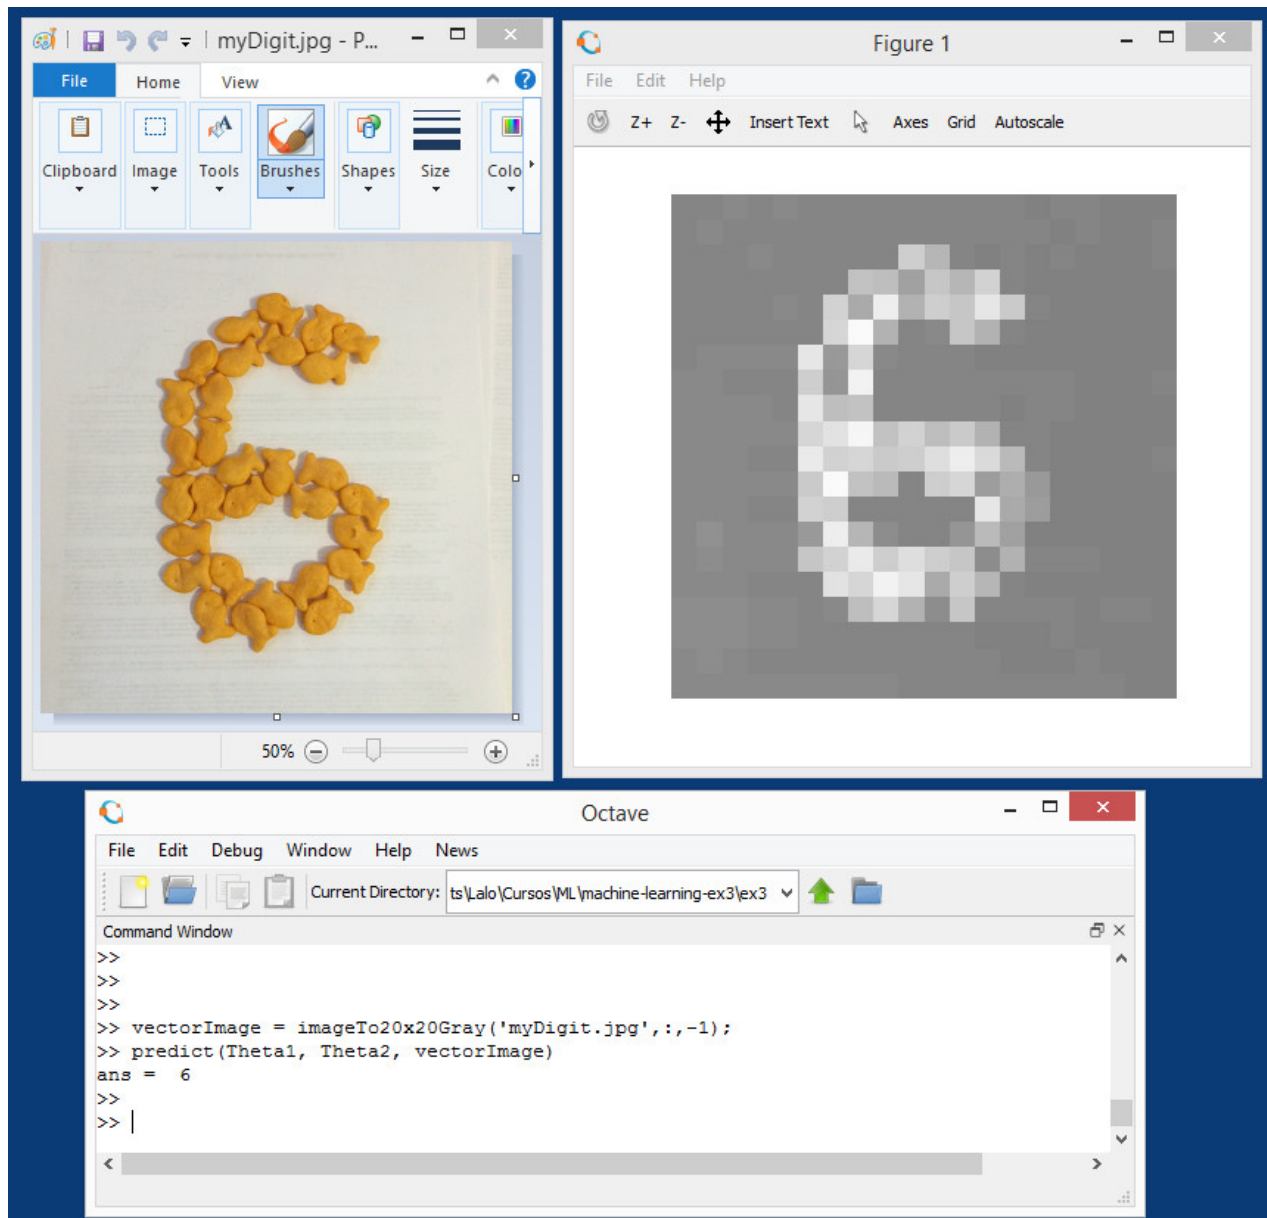 myDigit.jpg - P...
File Home View
Clipboard Image Tools Brushes Shapes Size Colo
50%
Figure 1
File Edit Help
Z+ Z- Insert Text Axes Grid Autoscale
Octave
File Edit Debug Window Help News
Current Directory: ts\Lalo\Cursos\ML\machine-learning-ex3\ex3
Command Window
>>
>>
>>
>> vectorImage = imageTo20x20Gray('myDigit.jpg',:,-1);
>> predict(Theta1, Theta2, vectorImage)
ans =  6
>>
>>